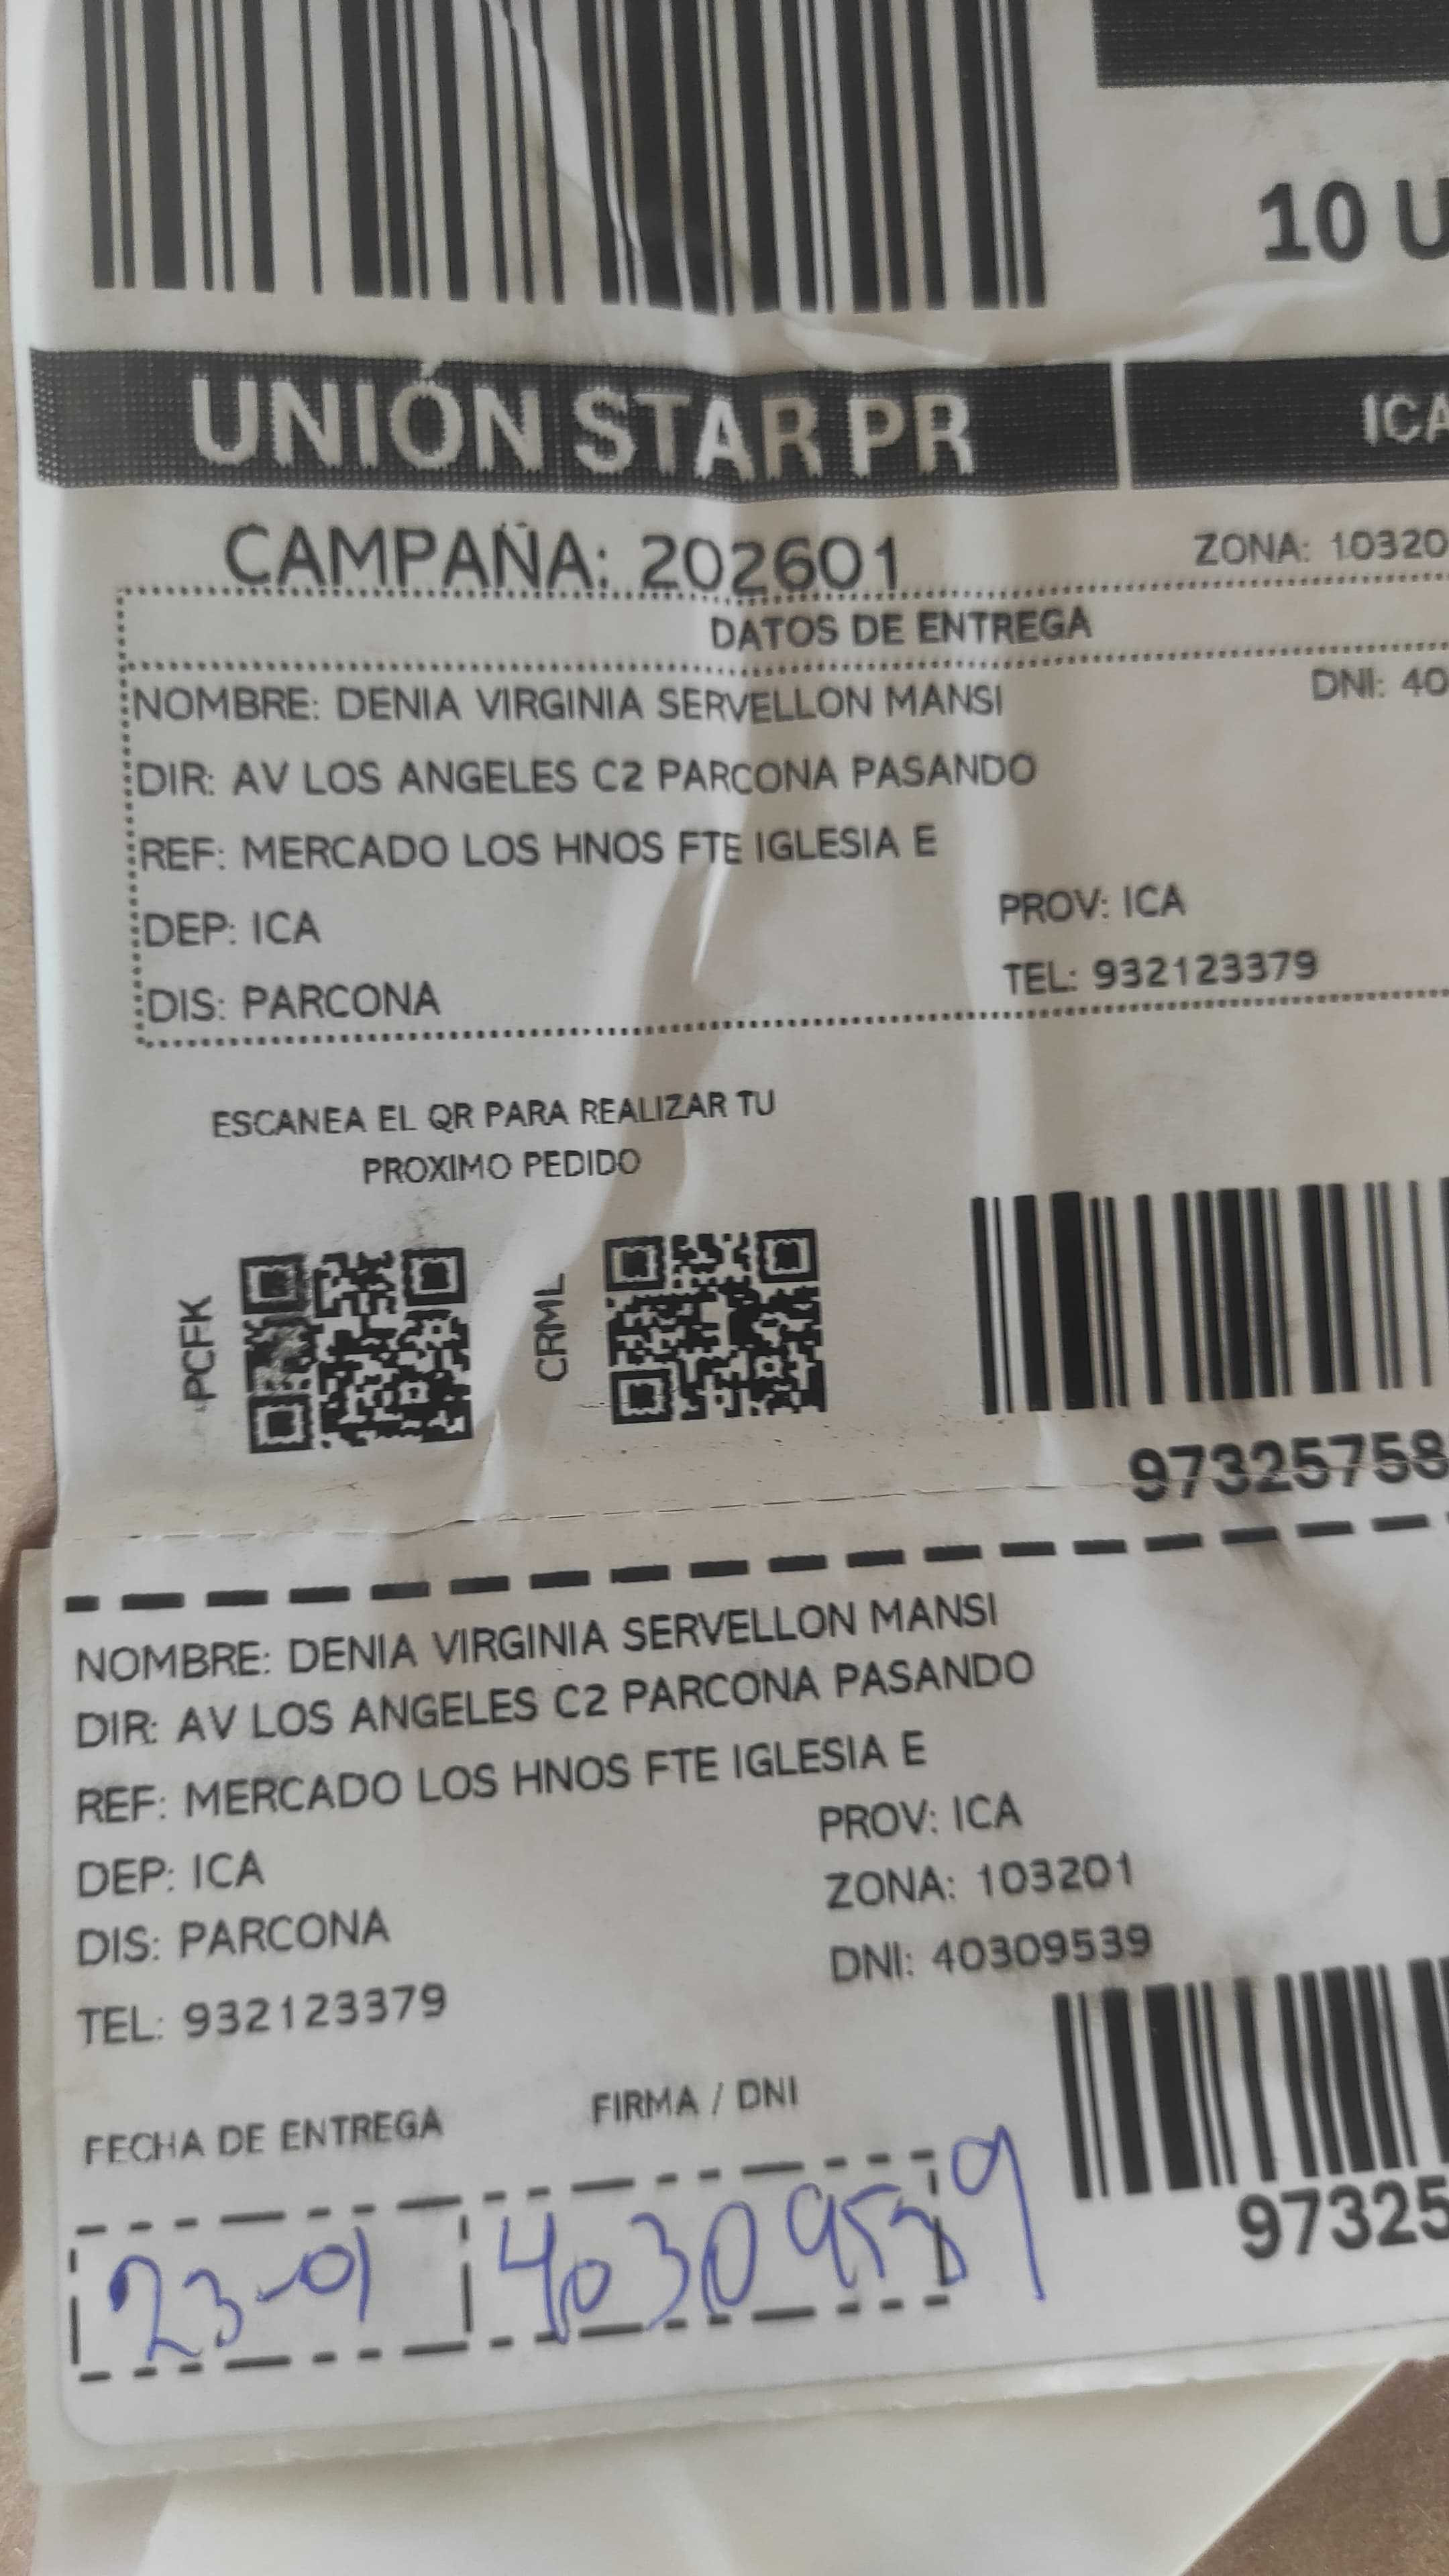 10 U
UNIÓN STAR PR
ICA
CAMPAÑA: 202601
ZONA: 10320
DATOS DE ENTREGA
NOMBRE: DENIA VIRGINIA SERVELLON MANSI
DNI: 40
DIR: AV LOS ANGELES C2 PARCONA PASANDO
REF: MERCADO LOS HNOS FTE IGLESIA E
DEP: ICA
PROV: ICA
DIS: PARCONA
TEL: 932123379
ESCANEA EL QR PARA REALIZAR TU
PROXIMO PEDIDO
PCFK
CRML
97325758
NOMBRE: DENIA VIRGINIA SERVELLON MANSI
DIR: AV LOS ANGELES C2 PARCONA PASANDO
REF: MERCADO LOS HNOS FTE IGLESIA E
DEP: ICA
PROV: ICA
DIS: PARCONA
ZONA: 103201
TEL: 932123379
DNI: 40309539
FECHA DE ENTREGA
FIRMA / DNI
23-01
40309539
97325